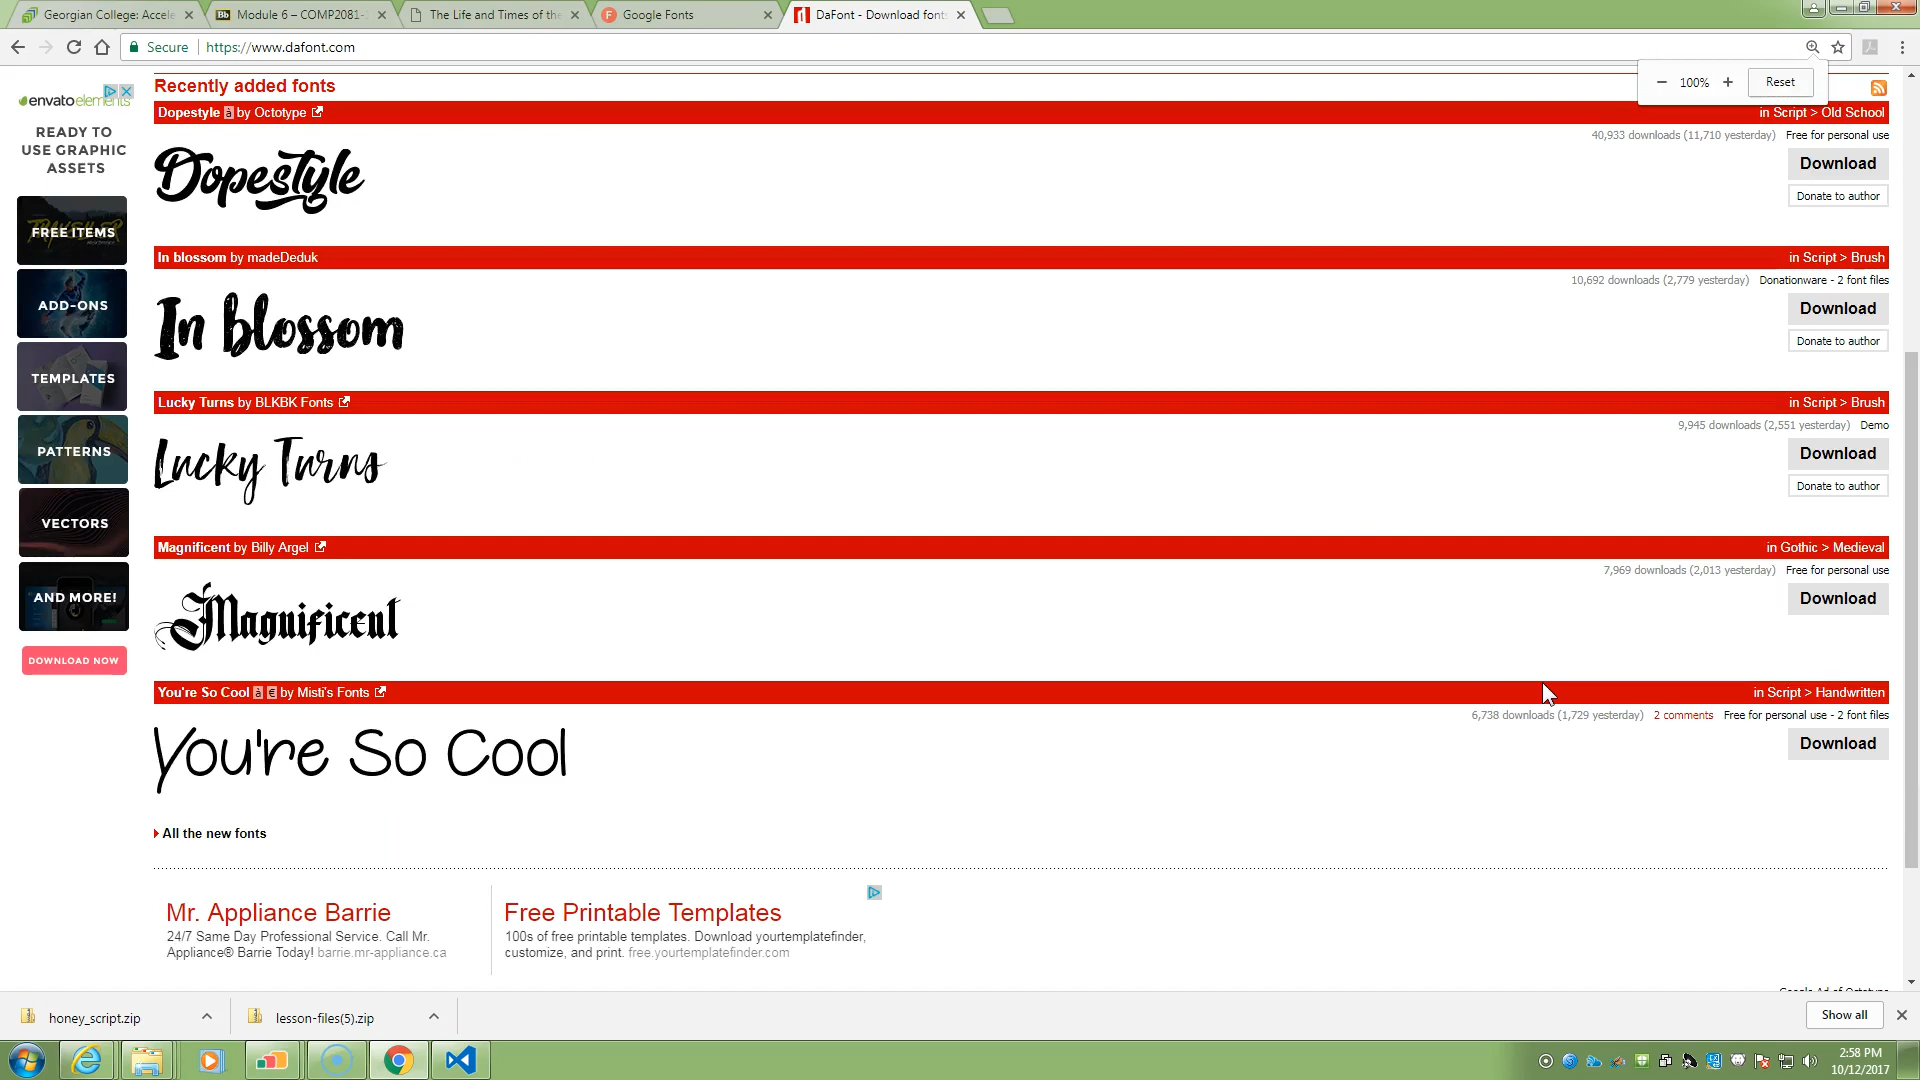 Georgian College: Accele
Module 6 – COMP2081-
The Life and Times of the
Google Fonts
DaFont - Download fonts
Secure
https://www.dafont.com
100%
Reset
envatoelements
READY TO
USE GRAPHIC
ASSETS
FREE ITEMS
ADD-ONS
TEMPLATES
PATTERNS
VECTORS
AND MORE!
DOWNLOAD NOW
Recently added fonts
Dopestyle à by Octotype in Script > Old School
40,933 downloads (11,710 yesterday) Free for personal use
Dopestyle
Download
Donate to author
In blossom by madeDeduk in Script > Brush
10,692 downloads (2,779 yesterday) Donationware - 2 font files
In blossom
Download
Donate to author
Lucky Turns by BLKBK Fonts in Script > Brush
9,945 downloads (2,551 yesterday) Demo
Lucky Turns
Download
Donate to author
Magnificent by Billy Argel in Gothic > Medieval
7,969 downloads (2,013 yesterday) Free for personal use
Magnificent
Download
You're So Cool à € by Misti's Fonts in Script > Handwritten
6,738 downloads (1,729 yesterday) 2 comments Free for personal use - 2 font files
You're So Cool
Download
All the new fonts
Mr. Appliance Barrie
24/7 Same Day Professional Service. Call Mr.
Appliance® Barrie Today! barrie.mr-appliance.ca
Free Printable Templates
100s of free printable templates. Download yourtemplatefinder,
customize, and print. free.yourtemplatefinder.com
honey_script.zip
lesson-files(5).zip
Show all
2:58 PM
10/12/2017